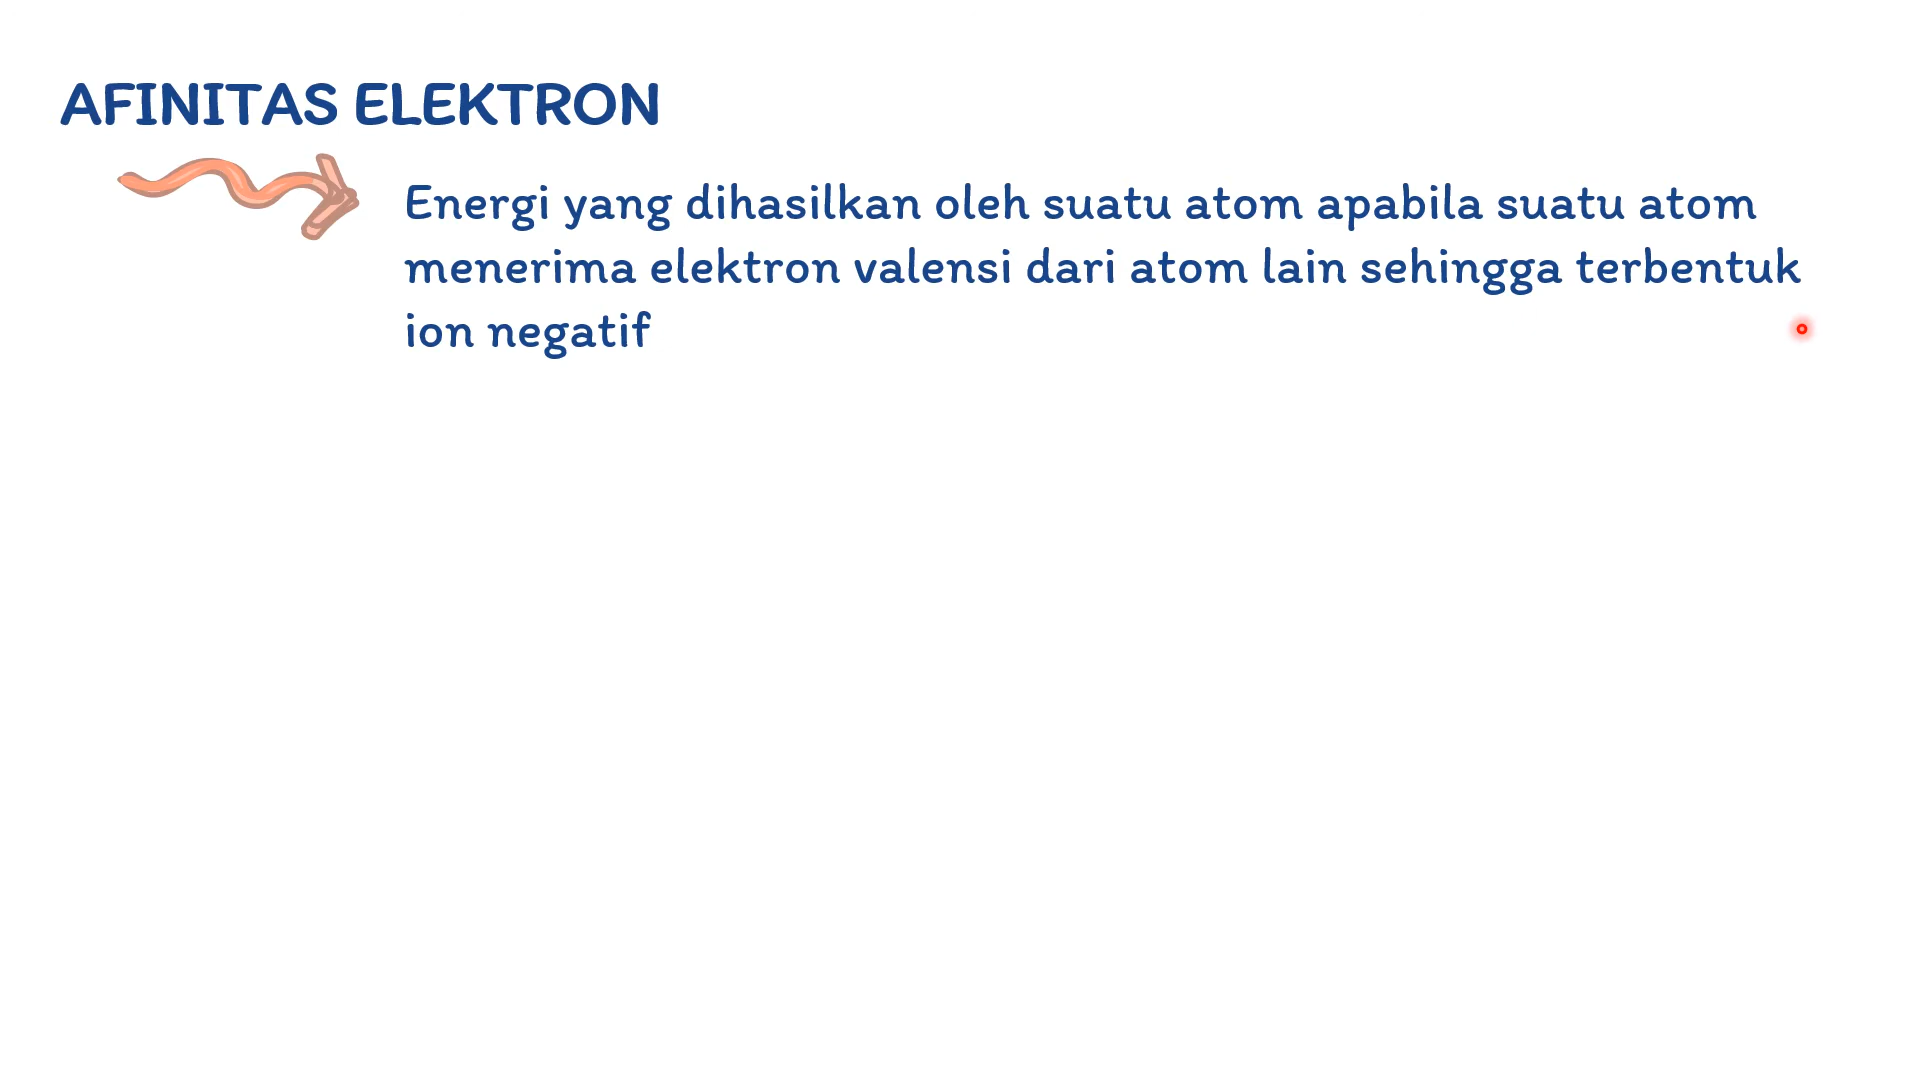 AFINITAS ELEKTRON
Energi yang dihasilkan oleh suatu atom apabila suatu atom
menerima elektron valensi dari atom lain sehingga terbentuk
ion negatif